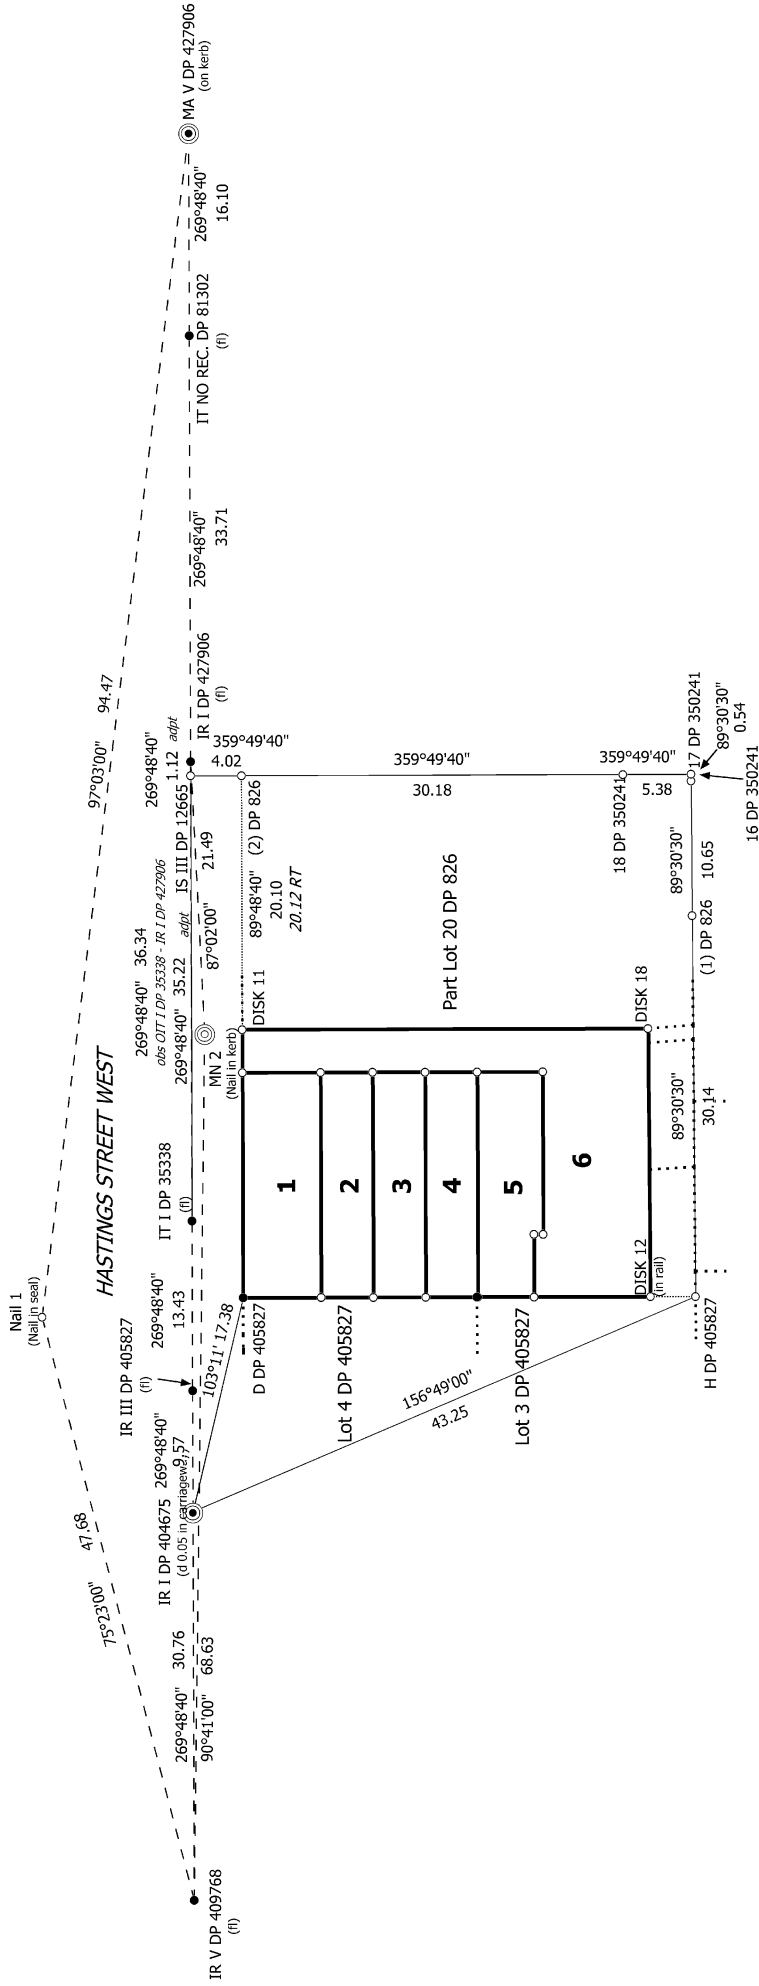 MA V DP 427906
(on kerb)
269°48'40"
16.10
IT NO REC. DP 81302
(fl)
269°48'40"
33.71
97°03'00"
94.47
IR I DP 427906
(fl)
269°48'40"
1.12
adpt
IS III DP 12665
359°49'40"
4.02
359°49'40"
30.18
359°49'40"
5.38
18 DP 350241
17 DP 350241
89°30'30"
0.54
16 DP 350241
89°30'30"
10.65
(1) DP 826
(2) DP 826
89°48'40"
20.10
20.12 RT
21.49
87°02'00"
269°48'40" 36.34
obs OIT I DP 35338 - IR I DP 427906
269°48'40" 35.22 adpt
MN 2
(Nail in kerb)
DISK 11
Part Lot 20 DP 826
DISK 18
89°30'30"
30.14
HASTINGS STREET WEST
IT I DP 35338
(fl)
1
2
3
4
5
6
DISK 12
(in rail)
Nail 1
(Nail in seal)
269°48'40"
13.43
IR III DP 405827
(fl)
103°11' 17.38
D DP 405827
Lot 4 DP 405827
Lot 3 DP 405827
H DP 405827
156°49'00"
43.25
269°48'40"
9.57
IR I DP 404675
(d 0.05 in carriageway)
47.68
75°23'00"
269°48'40" 30.76
90°41'00" 68.63
IR V DP 409768
(fl)